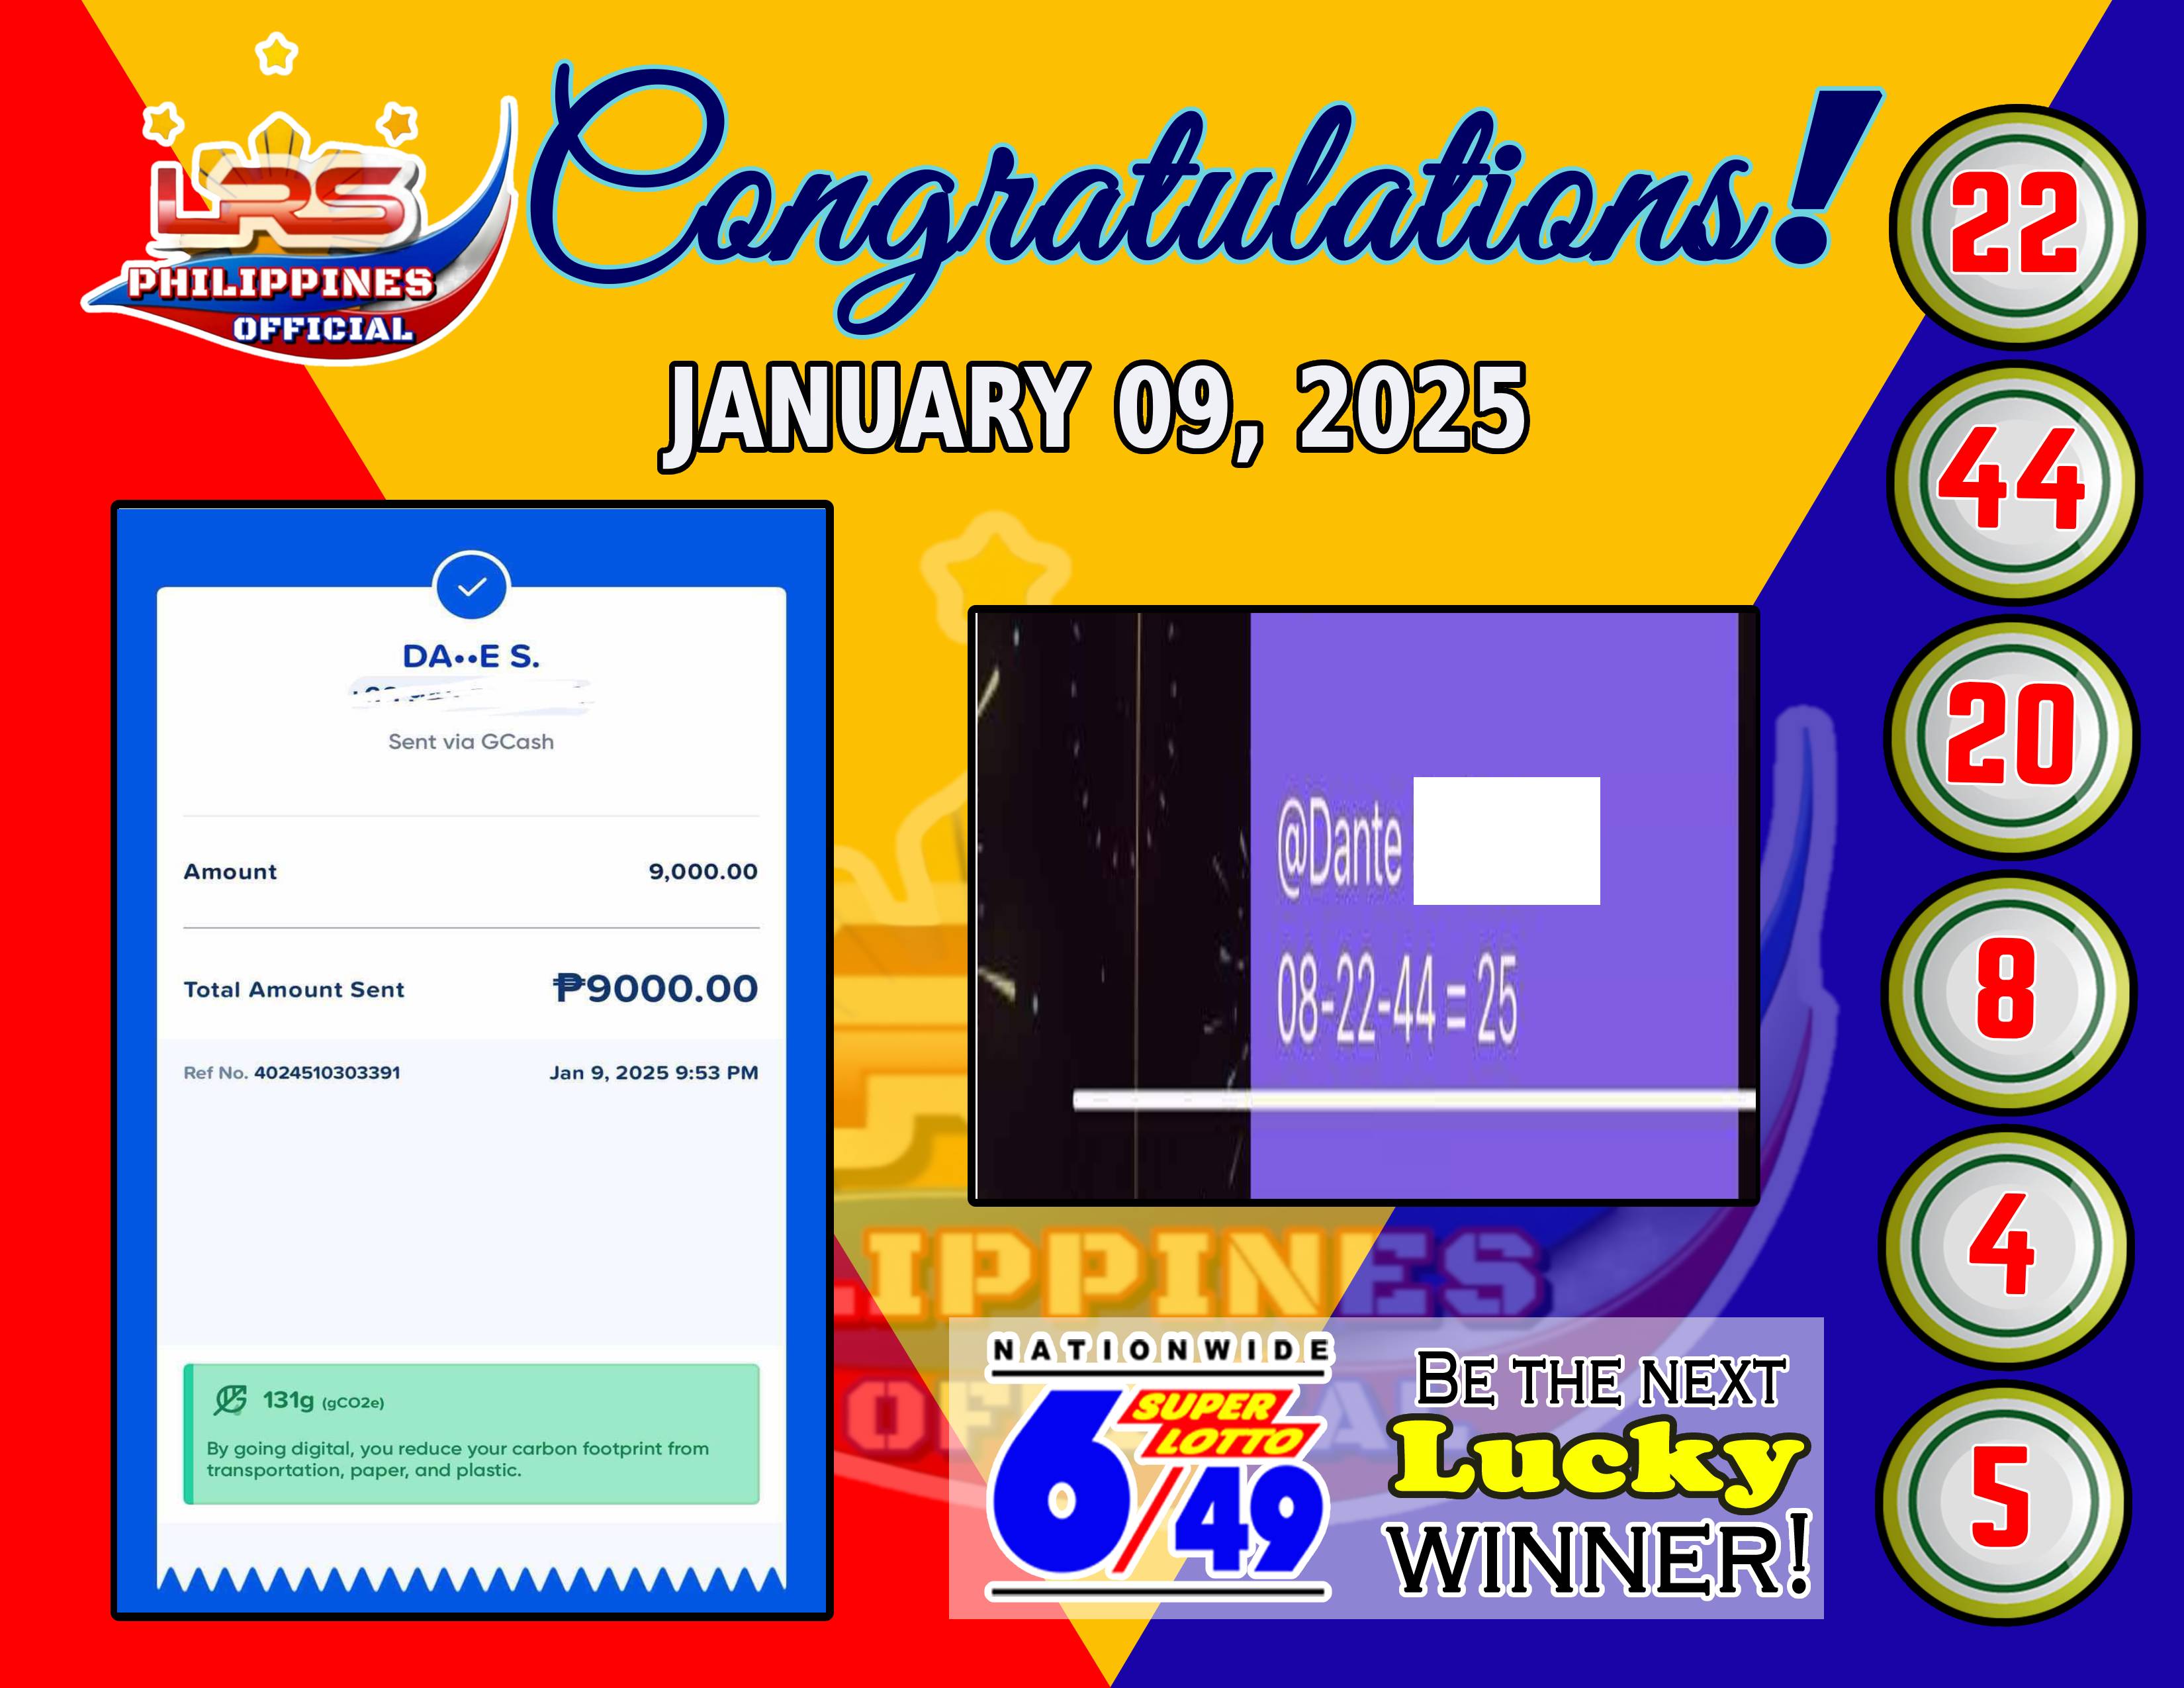 LRS
PHILIPPINES
OFFICIAL
Congratulations!
JANUARY 09, 2025
DA••E S.
Sent via GCash
Amount 9,000.00
Total Amount Sent ₱9000.00
Ref No. 4024510303391 Jan 9, 2025 9:53 PM
131g (gCO2e)
By going digital, you reduce your carbon footprint from
transportation, paper, and plastic.
@Dante
08-22-44 = 25
NATIONWIDE
SUPER
LOTTO
6/49
BE THE NEXT
Lucky
WINNER!
22
44
20
8
4
5